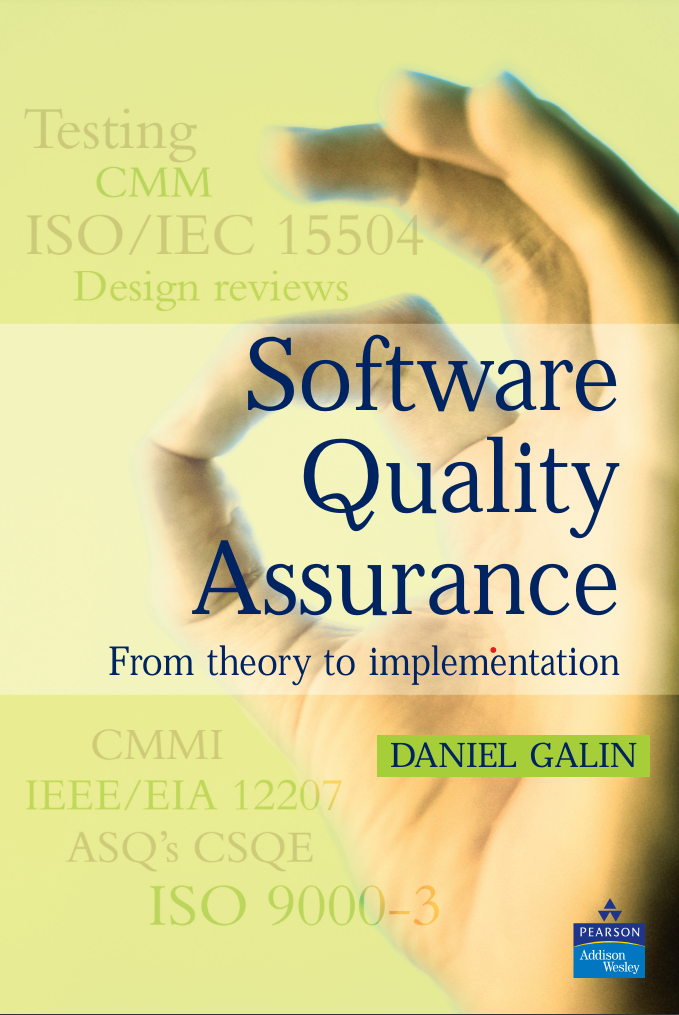 Testing
CMM
ISO/IEC 15504
Design reviews
Software
Quality
Assurance
From theory to implementation
CMMI
DANIEL GALIN
IEEE/EIA 12207
ASQ's CSQE
ISO 9000-3
PEARSON
Addison
Wesley